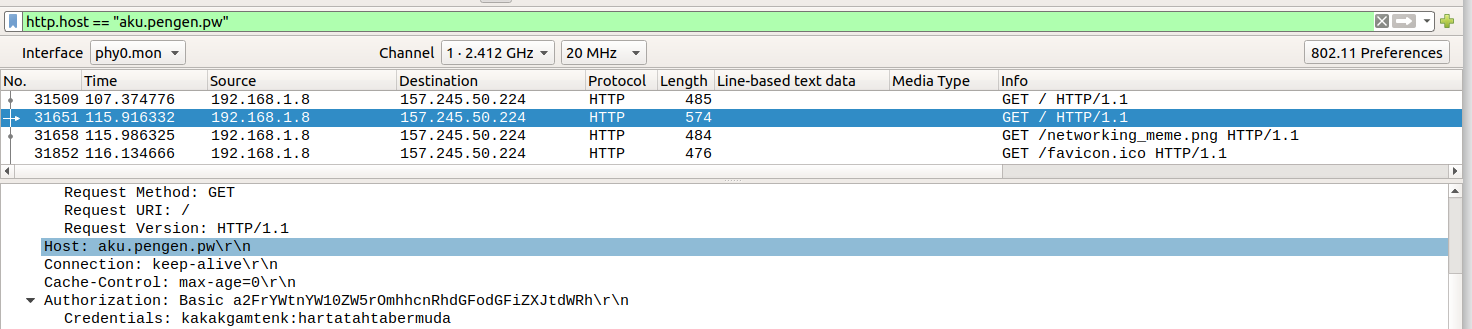 http.host == "aku.pengen.pw"
Interface phy0.mon Channel 1 · 2.412 GHz 20 MHz 802.11 Preferences
No. Time Source Destination Protocol Length Line-based text data Media Type Info
31509 107.374776 192.168.1.8 157.245.50.224 HTTP 485 GET / HTTP/1.1
31651 115.916332 192.168.1.8 157.245.50.224 HTTP 574 GET / HTTP/1.1
31658 115.986325 192.168.1.8 157.245.50.224 HTTP 484 GET /networking_meme.png HTTP/1.1
31852 116.134666 192.168.1.8 157.245.50.224 HTTP 476 GET /favicon.ico HTTP/1.1
Request Method: GET
Request URI: /
Request Version: HTTP/1.1
Host: aku.pengen.pw\r\n
Connection: keep-alive\r\n
Cache-Control: max-age=0\r\n
Authorization: Basic a2FrYWtnYW10ZW5rOmhhcnRhdGFodGFiZXJtdWRh\r\n
Credentials: kakakgamtenk:hartatahtabermuda